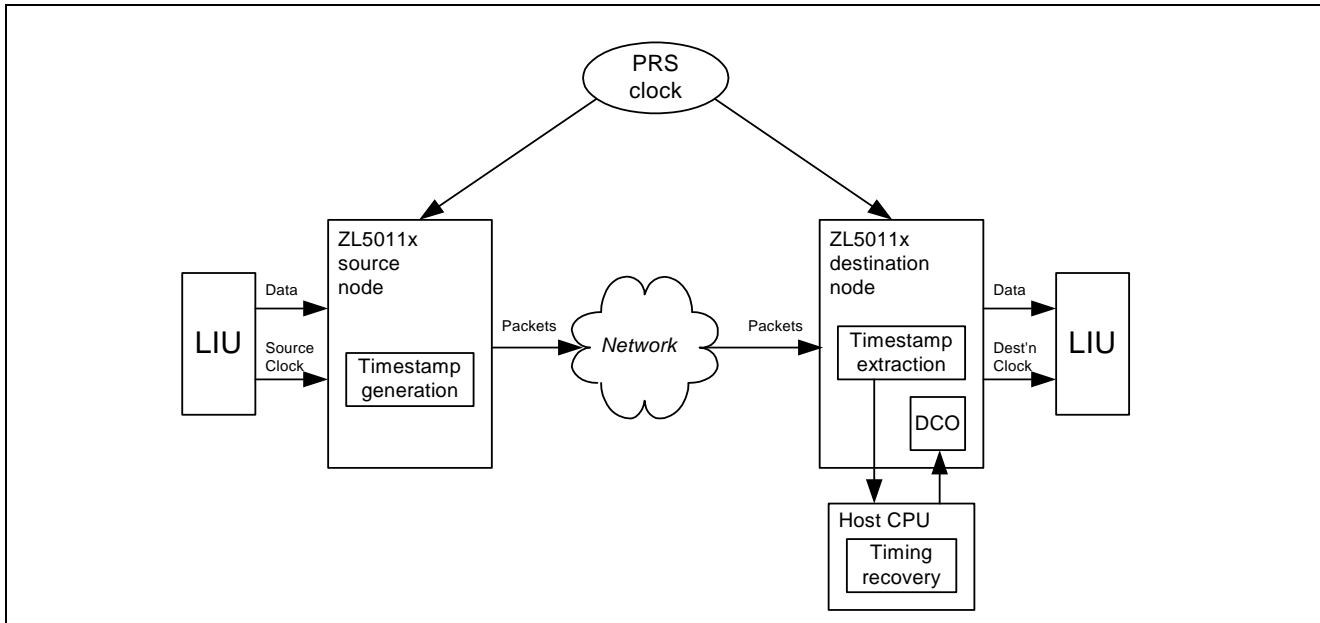 PRS
clock
ZL5011x
source
node
ZL5011x
destination
node
Data
Data
LIU
Source
Clock
Timestamp
generation
Packets
Network
Packets
Timestamp
extraction
Dest'n
Clock
LIU
DCO
Host CPU
Timing
recovery